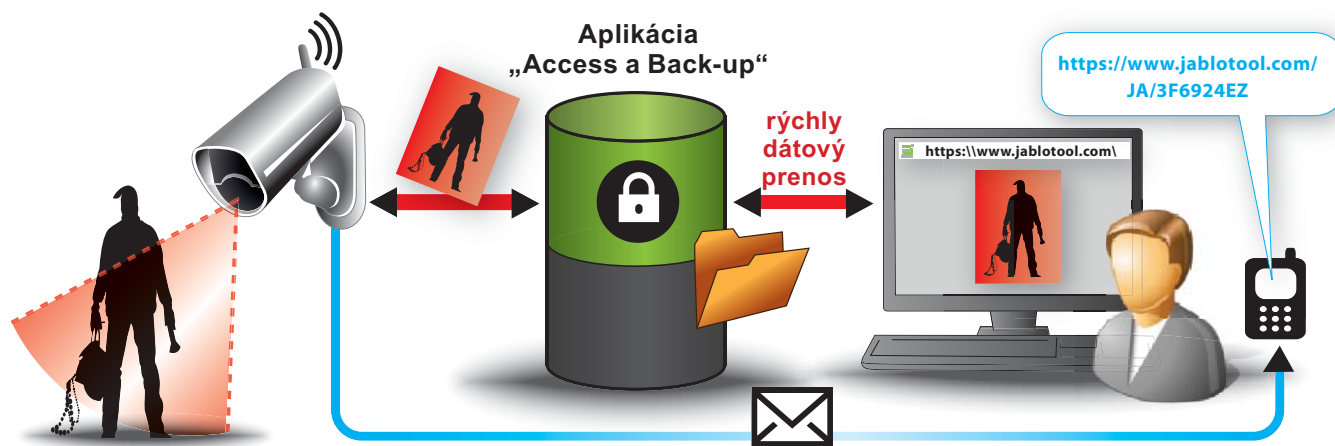 Aplikácia
„Access a Back-up“
rýchly
dátový
prenos
https:\\www.jablotool.com\
https://www.jablotool.com/
JA/3F6924EZ